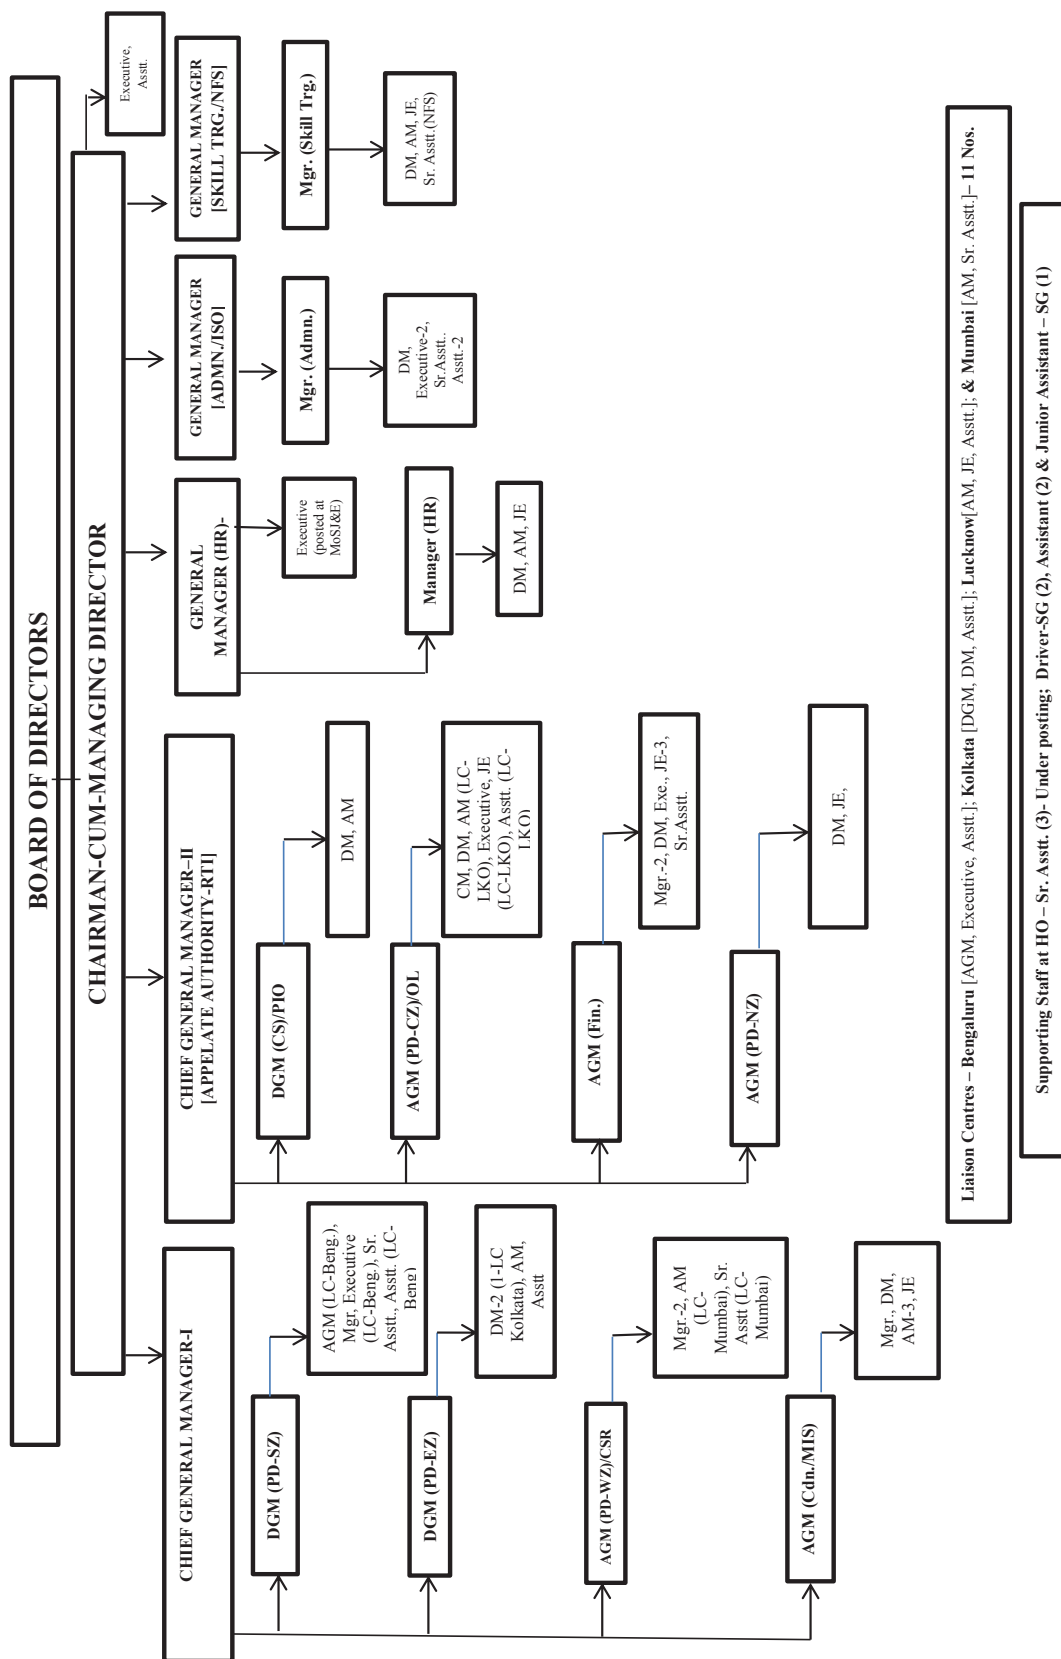 BOARD OF DIRECTORS
CHAIRMAN-CUM-MANAGING DIRECTOR
Executive,
Asstt.
CHIEF GENERAL MANAGER-I
DGM (PD-SZ)
AGM (LC-Beng.),
Mgr, Executive
(LC-Beng.), Sr.
Asstt., Asstt. (LC-
Beng)
DGM (PD-EZ)
DM-2 (1-LC
Kolkata), AM,
Asstt
AGM (PD-WZ)/CSR
Mgr.-2, AM
(LC-
Mumbai), Sr.
Asstt (LC-
Mumbai)
AGM (Cdn./MIS)
Mgr., DM,
AM-3, JE
CHIEF GENERAL MANAGER–II
[APPELATE AUTHORITY-RTI]
DGM (CS)/PIO
DM, AM
AGM (PD-CZ)/OL
CM, DM, AM (LC-
LKO), Executive, JE
(LC-LKO), Asstt. (LC-
LKO)
AGM (Fin.)
Mgr.-2, DM, Exe., JE-3,
Sr.Asstt.
AGM (PD-NZ)
DM, JE,
GENERAL
MANAGER (HR)-
Executive
(posted at
MoSJ&E)
Manager (HR)
DM, AM, JE
GENERAL MANAGER
[ADMN./ISO]
Mgr. (Admn.)
DM,
Executive-2,
Sr.Asstt..
Asstt.-2
GENERAL MANAGER
[SKILL TRG./NFS]
Mgr. (Skill Trg.)
DM, AM, JE,
Sr. Asstt.(NFS)
Liaison Centres – Bengaluru [AGM, Executive, Asstt.]; Kolkata [DGM, DM, Asstt.]; Lucknow[AM, JE, Asstt.]; & Mumbai [AM, Sr. Asstt.]– 11 Nos.
Supporting Staff at HO – Sr. Asstt. (3)- Under posting; Driver-SG (2), Assistant (2) & Junior Assistant – SG (1)